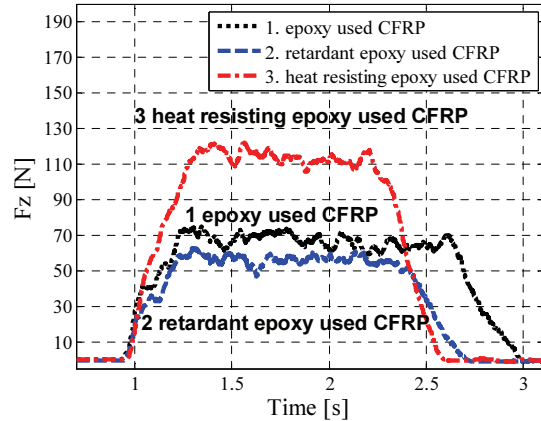 190
170
150
130
110
90
70
50
30
10
Fz [N]
1. epoxy used CFRP
2. retardant epoxy used CFRP
3. heat resisting epoxy used CFRP
3 heat resisting epoxy used CFRP
1 epoxy used CFRP
2 retardant epoxy used CFRP
1 1.5 2 2.5 3
Time [s]